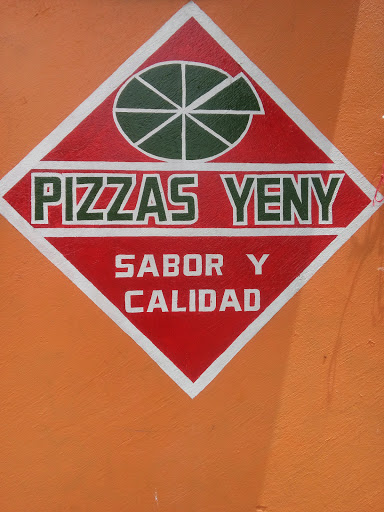 PIZZAS YENY
SABOR Y
CALIDAD